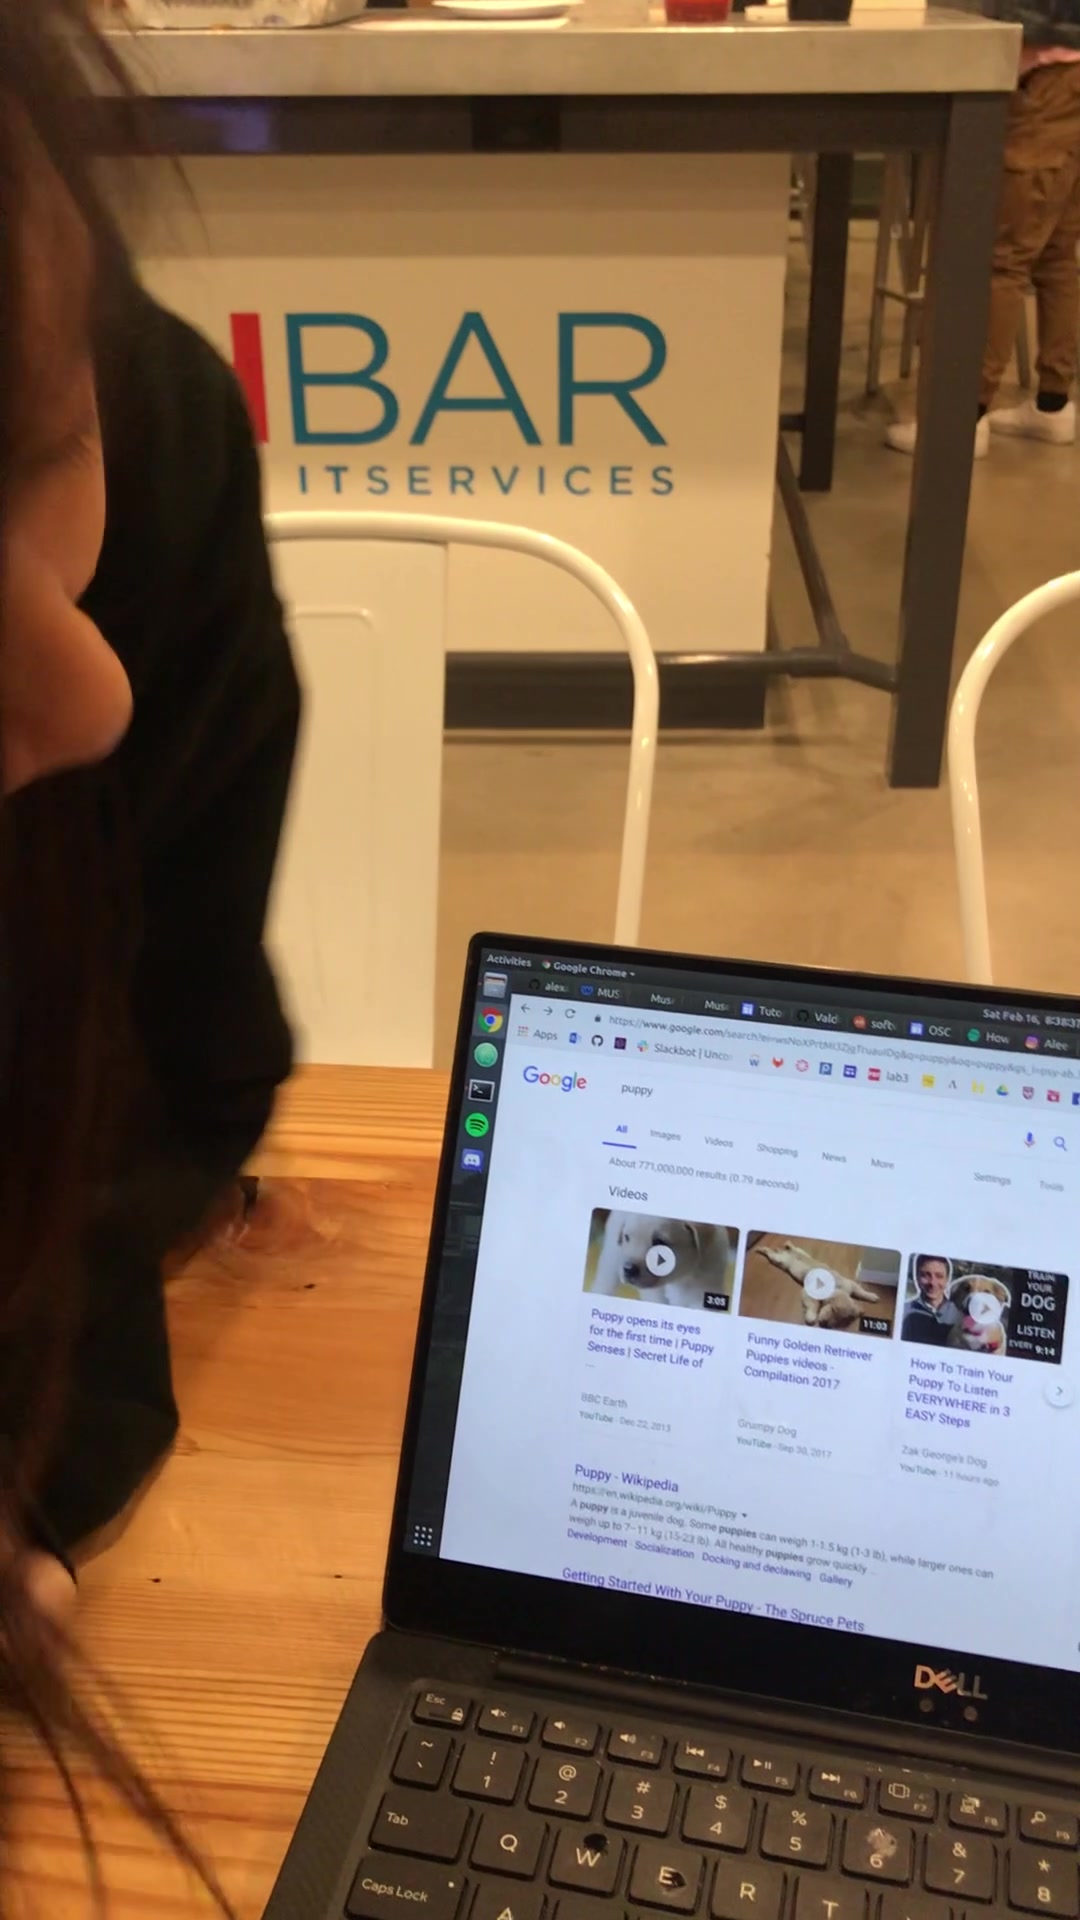 BAR
ITSERVICES
Activities
Google Chrome
Sat Feb 16, 8:38:3
alex
MUS
Mus
Mus
Tuto
Vald
soft
OSC
How
Alee
Apps
Slackbot | Unco
lab3
Google
puppy
All
Images
Videos
Shopping
News
More
Settings
Tools
About 771,000,000 results (0.79 seconds)
Videos
3:05
11:03
TRAIN
YOUR
DOG
TO
LISTEN
EVERY
9:14
Puppy opens its eyes
for the first time | Puppy
Senses | Secret Life of
...
BBC Earth
YouTube - Dec 22, 2013
Funny Golden Retriever
Puppies videos -
Compilation 2017
Grumpy Dog
YouTube - Sep 30, 2017
How To Train Your
Puppy To Listen
EVERYWHERE in 3
EASY Steps
Zak George's Dog
YouTube - 11 hours ago
Puppy - Wikipedia
https://en.wikipedia.org/wiki/Puppy
A puppy is a juvenile dog. Some puppies can weigh 1-1.5 kg (1-3 lb), while larger ones can
weigh up to 7-11 kg (15-23 lb). All healthy puppies grow quickly ...
Development · Socialization · Docking and declawing · Gallery
Getting Started With Your Puppy - The Spruce Pets
DELL
Esc
F1
F2
F3
F4
F5
F6
F7
F8
F9
~ `
! 1
@ 2
# 3
$ 4
% 5
^ 6
& 7
* 8
Tab
Q
W
E
R
T
Caps Lock
A